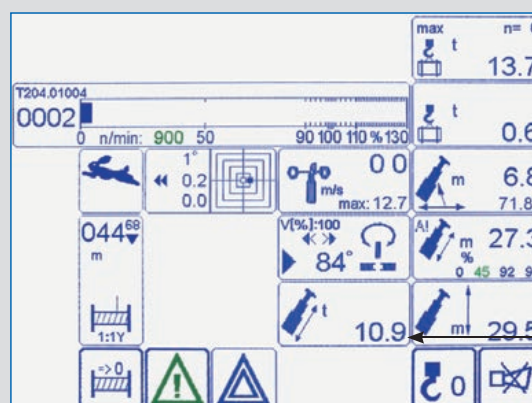 max n=
t
13.7
T204.01004
0002
0 n/min: 900 50 90 100 110 % 130
t
0.6
1°
0.2
0.0
0 0
m/s
max: 12.7
m
6.8
71.8
044 68
m
1:1Y
V[%]:100
84°
A!
m
%
27.3
0 45 92
t
10.9
m
29.5
=> 0
!
0